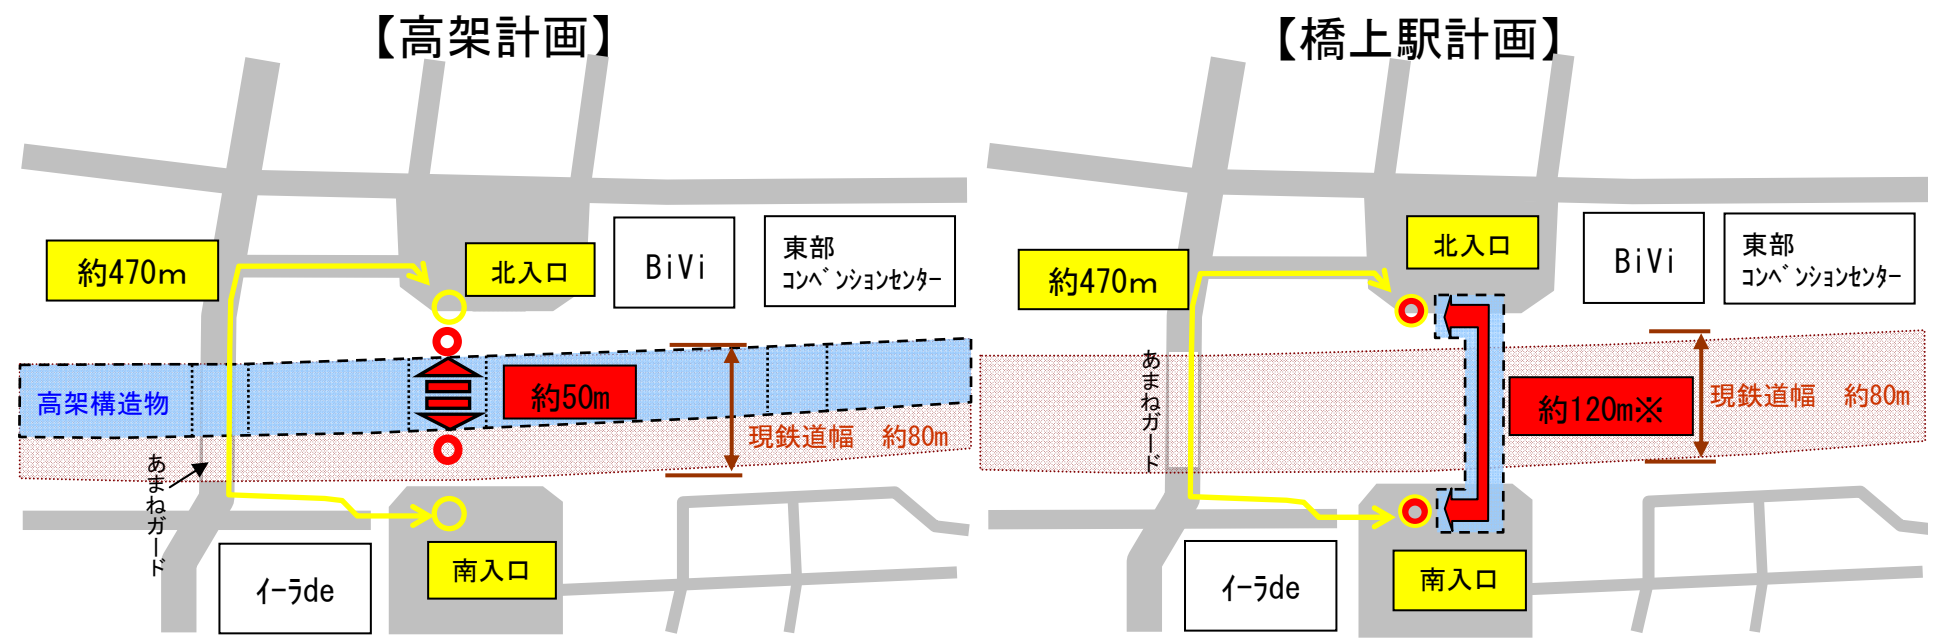 【高架計画】
約470m
北入口
BiVi
東部
コンベンションセンター
高架構造物
約50m
現鉄道幅　約80m
あまねガード
イーラde
南入口
【橋上駅計画】
約470m
北入口
BiVi
東部
コンベンションセンター
あまねガード
約120m※
現鉄道幅　約80m
イーラde
南入口